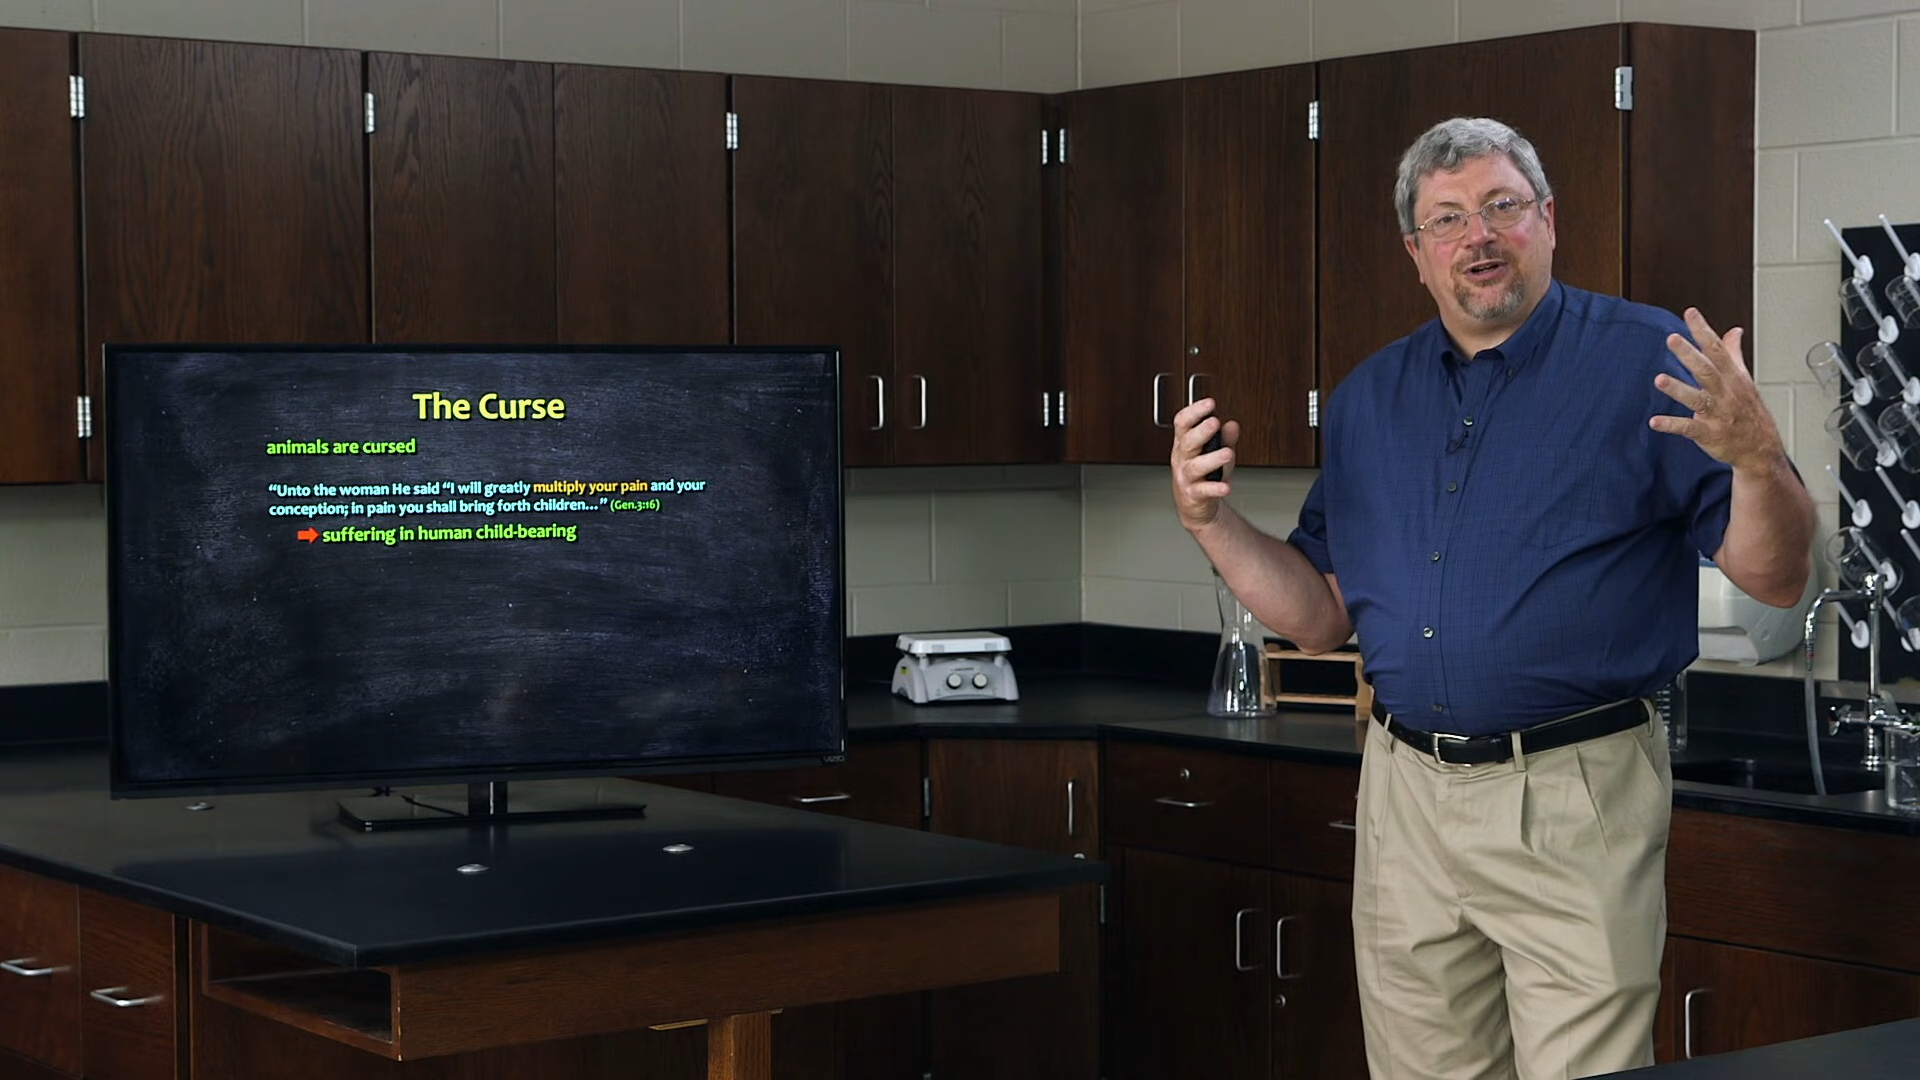 The Curse
animals are cursed
“Unto the woman He said “I will greatly multiply your pain and your
conception; in pain you shall bring forth children...” (Gen.3:16)
suffering in human child-bearing
VIZIO